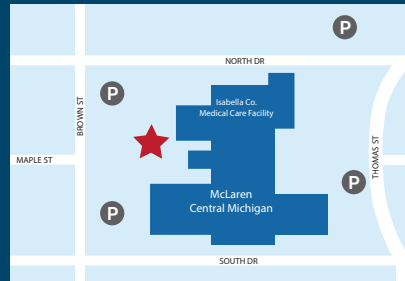 P
NORTH DR
P
BROWN ST
Isabella Co.
Medical Care Facility
THOMAS ST
MAPLE ST
P
McLaren
Central Michigan
P
SOUTH DR